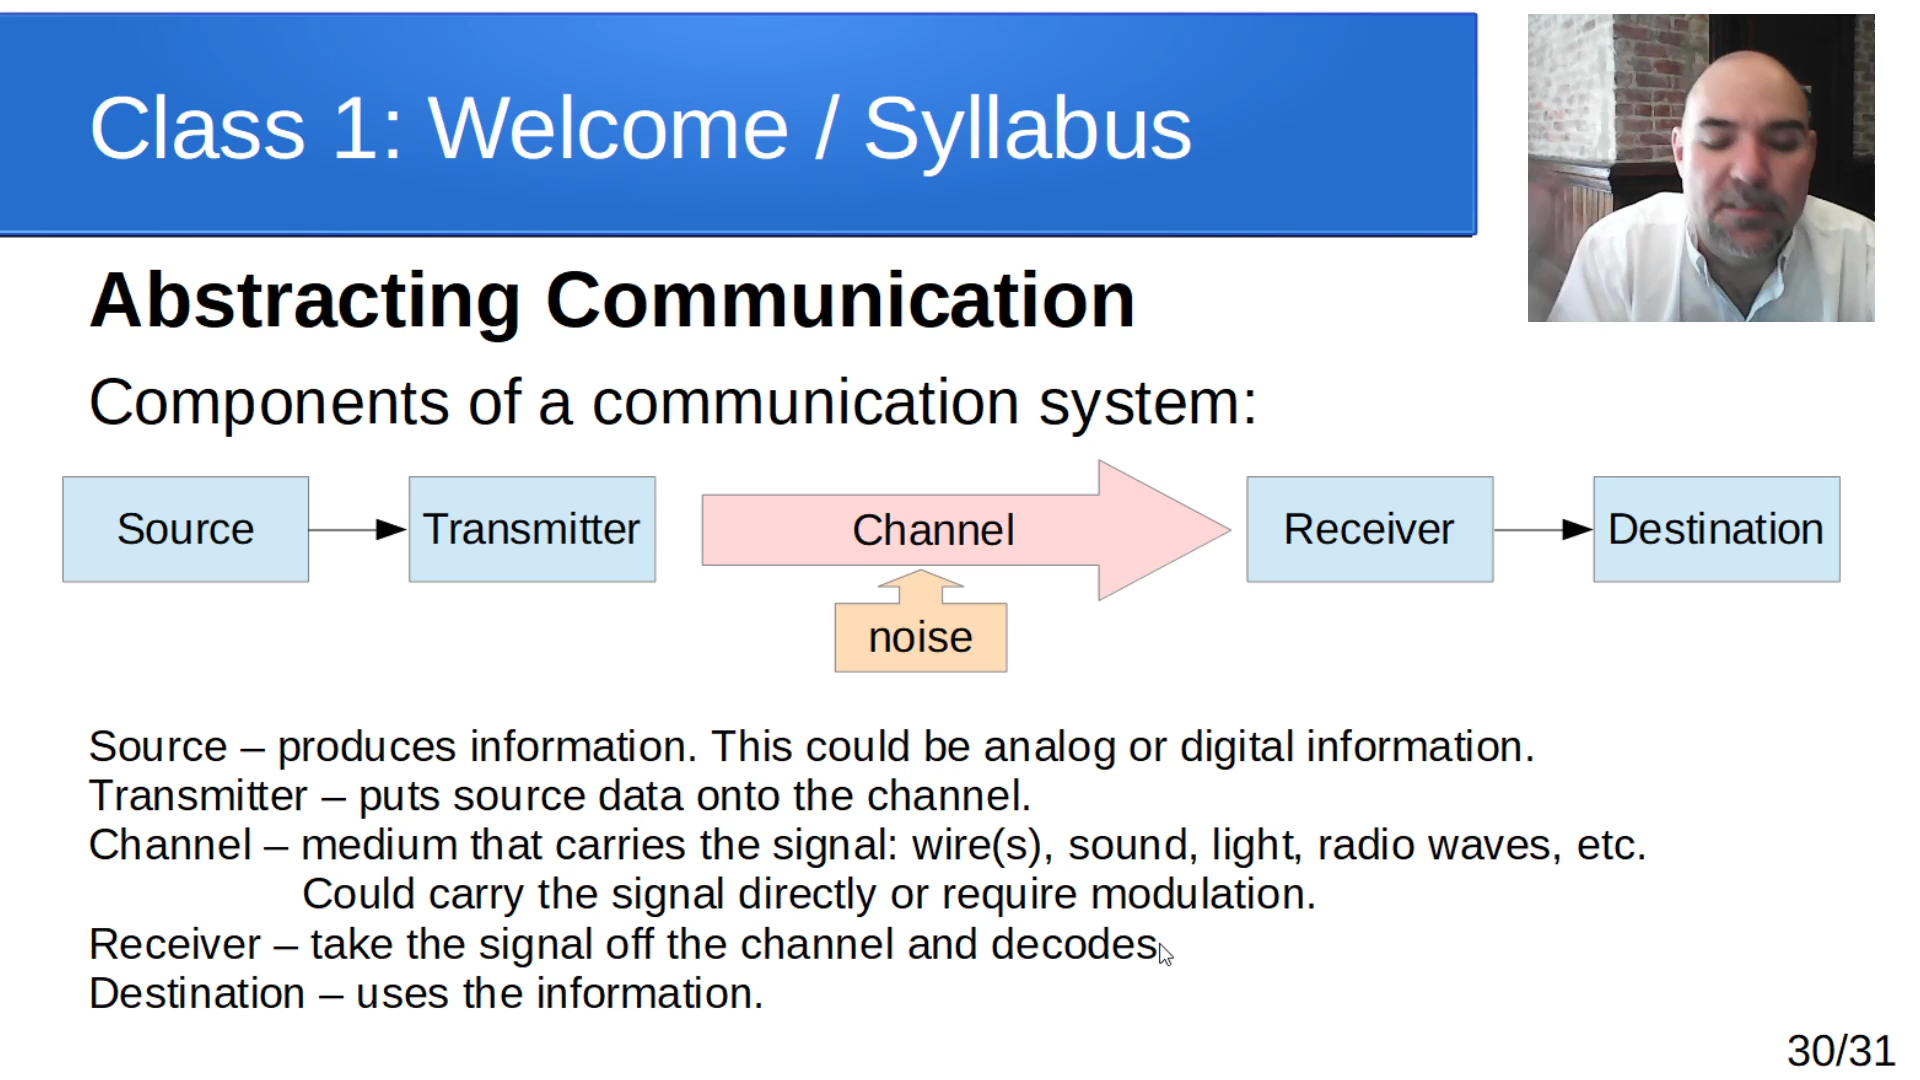 Class 1: Welcome / Syllabus
Abstracting Communication
Components of a communication system:
Source
Transmitter
Channel
Receiver
Destination
noise
Source – produces information. This could be analog or digital information.
Transmitter – puts source data onto the channel.
Channel – medium that carries the signal: wire(s), sound, light, radio waves, etc.
Could carry the signal directly or require modulation.
Receiver – take the signal off the channel and decodes.
Destination – uses the information.
30/31